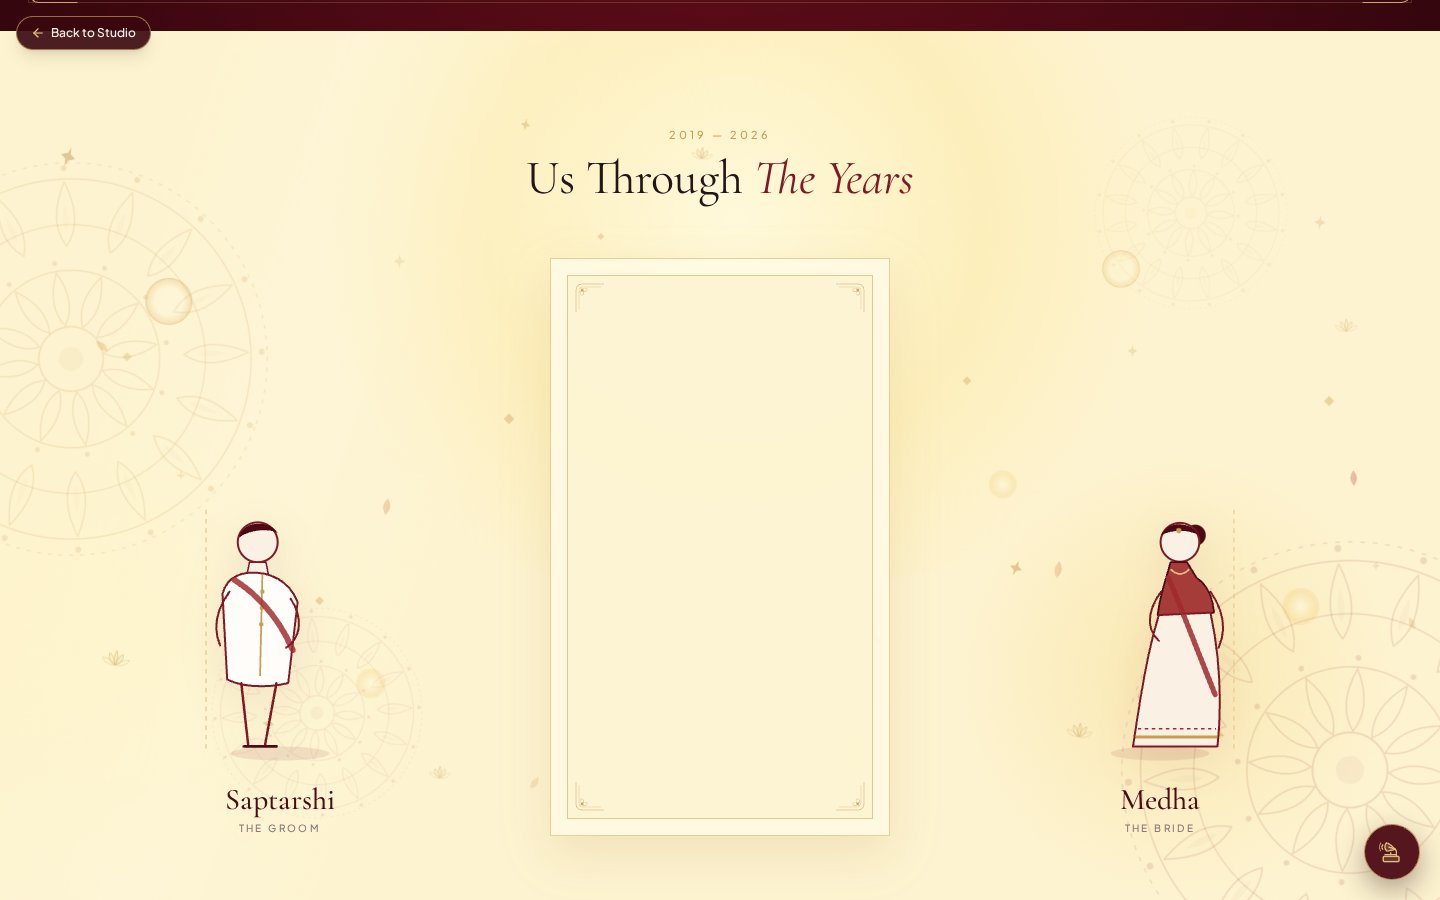 Back to Studio
2019 — 2026
Us Through The Years
Saptarshi
THE GROOM
Medha
THE BRIDE